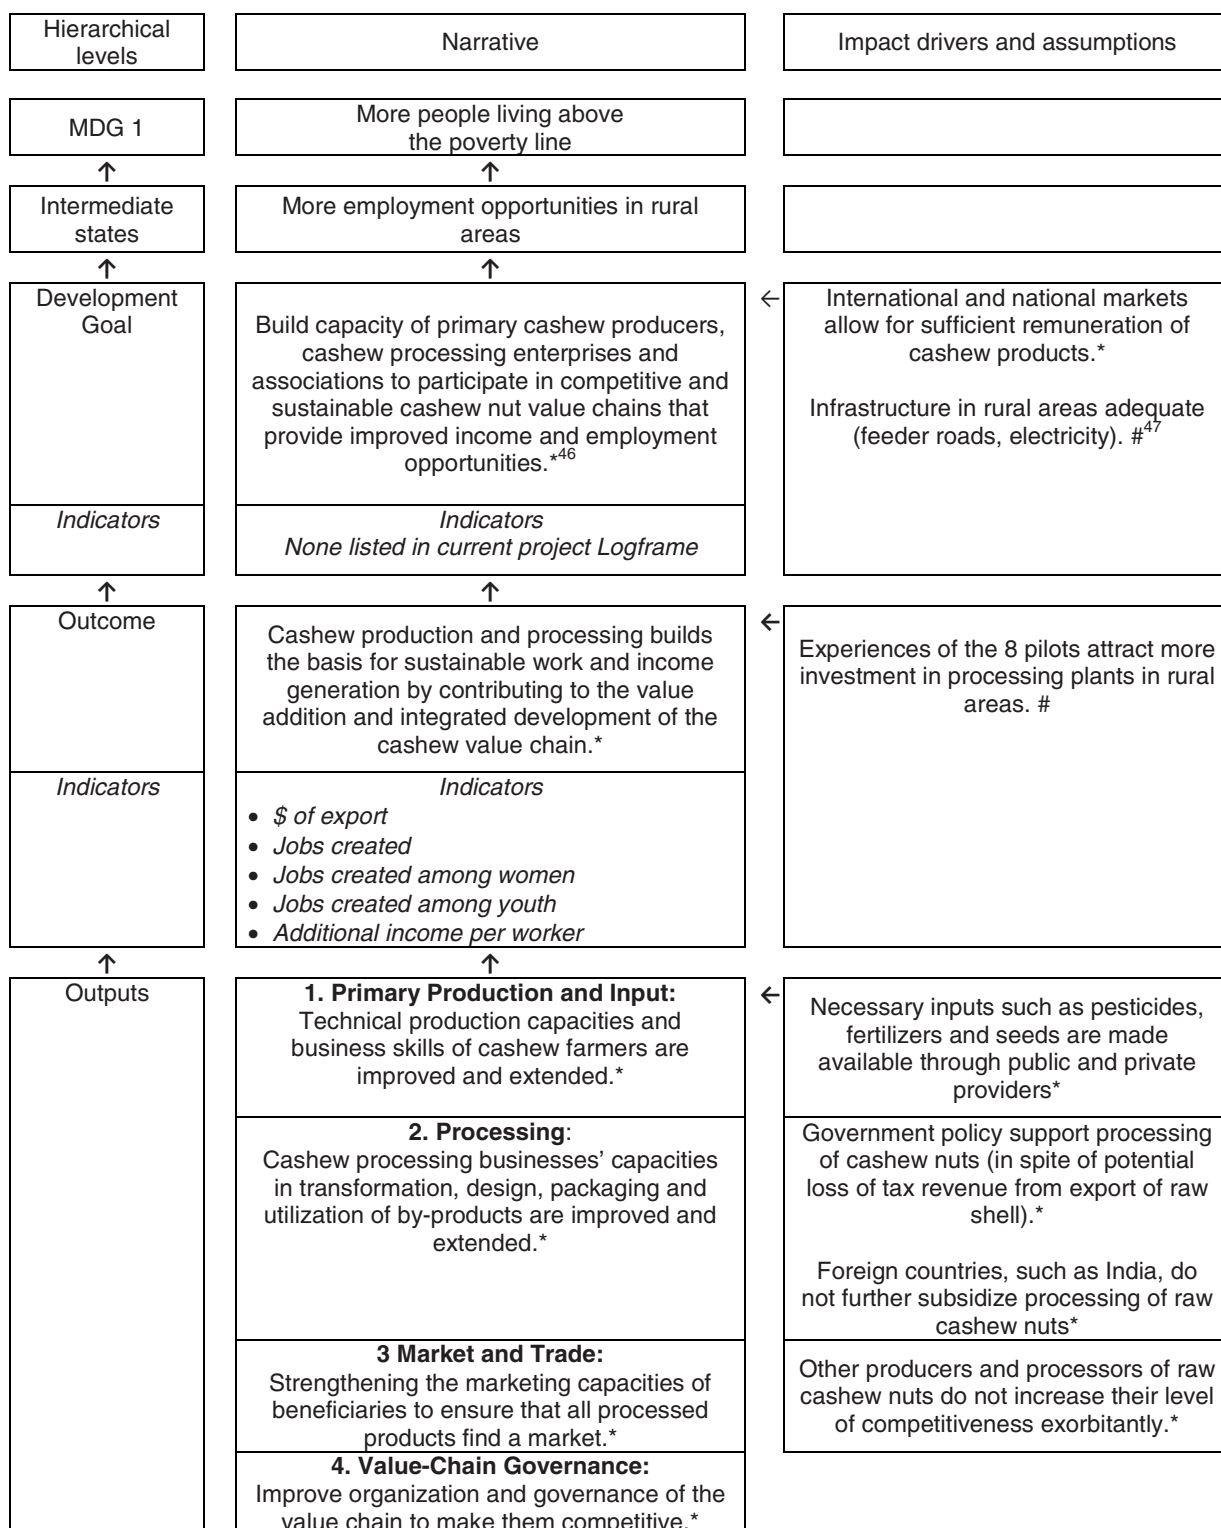 Hierarchical
levels
Narrative
Impact drivers and assumptions
MDG 1
More people living above
the poverty line
↑
↑
Intermediate
states
More employment opportunities in rural
areas
↑
↑
Development
Goal
Build capacity of primary cashew producers,
cashew processing enterprises and
associations to participate in competitive and
sustainable cashew nut value chains that
provide improved income and employment
opportunities.*46
←
International and national markets
allow for sufficient remuneration of
cashew products.*
Infrastructure in rural areas adequate
(feeder roads, electricity). #47
Indicators
Indicators
None listed in current project Logframe
↑
↑
Outcome
Cashew production and processing builds
the basis for sustainable work and income
generation by contributing to the value
addition and integrated development of the
cashew value chain.*
←
Experiences of the 8 pilots attract more
investment in processing plants in rural
areas. #
Indicators
Indicators
• $ of export
• Jobs created
• Jobs created among women
• Jobs created among youth
• Additional income per worker
↑
↑
Outputs
1. Primary Production and Input:
Technical production capacities and
business skills of cashew farmers are
improved and extended.*
←
Necessary inputs such as pesticides,
fertilizers and seeds are made
available through public and private
providers*
2. Processing:
Cashew processing businesses' capacities
in transformation, design, packaging and
utilization of by-products are improved and
extended.*
Government policy support processing
of cashew nuts (in spite of potential
loss of tax revenue from export of raw
shell).*
Foreign countries, such as India, do
not further subsidize processing of raw
cashew nuts*
3 Market and Trade:
Strengthening the marketing capacities of
beneficiaries to ensure that all processed
products find a market.*
Other producers and processors of raw
cashew nuts do not increase their level
of competitiveness exorbitantly.*
4. Value-Chain Governance:
Improve organization and governance of the
value chain to make them competitive.*